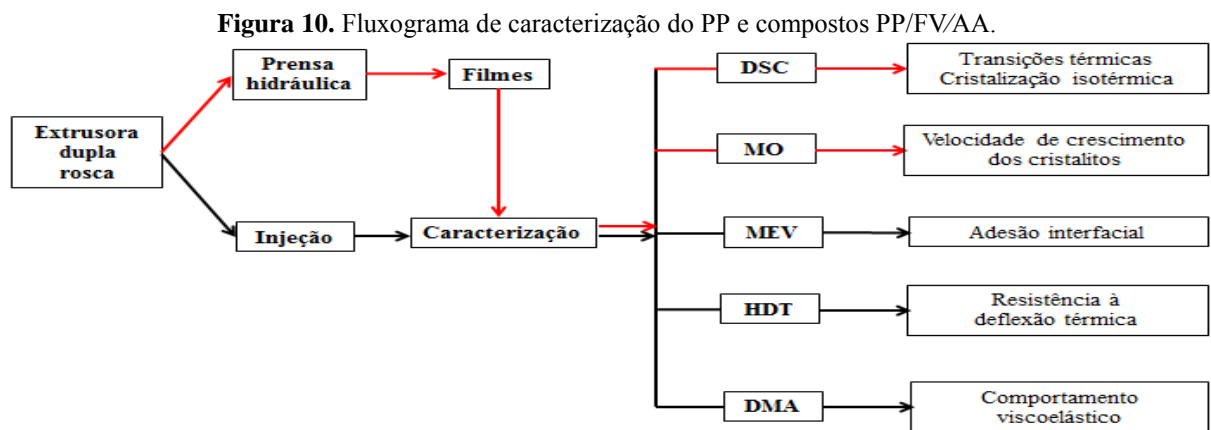 Figura 10. Fluxograma de caracterização do PP e compostos PP/FV/AA.
Extrusora
dupla
rosca
Prensa
hidráulica
Filmes
Injeção
Caracterização
DSC
Transições térmicas
Cristalização isotérmica
MO
Velocidade de crescimento
dos cristalitos
MEV
Adesão interfacial
HDT
Resistência à
deflexão térmica
DMA
Comportamento
viscoelástico